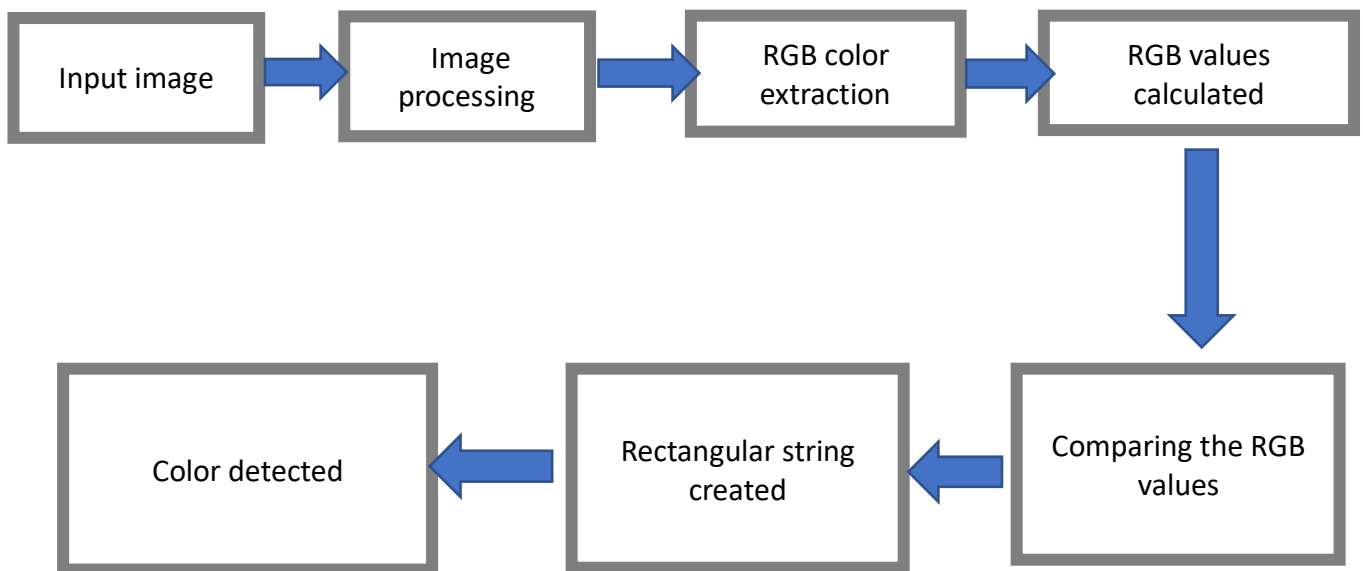 Input image
Image
processing
RGB color
extraction
RGB values
calculated
Comparing the RGB
values
Rectangular string
created
Color detected